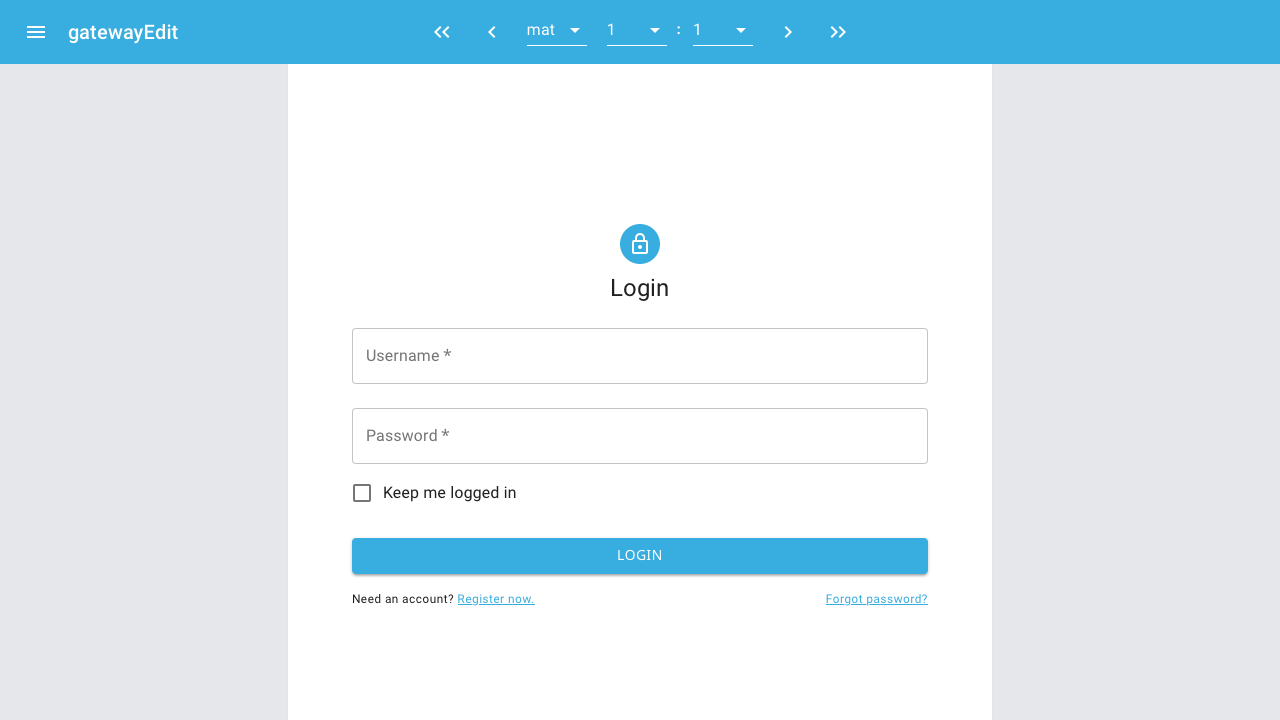 gatewayEdit mat 1 : 1
Login
Username *
Password *
Keep me logged in
LOGIN
Need an account? Register now. Forgot password?